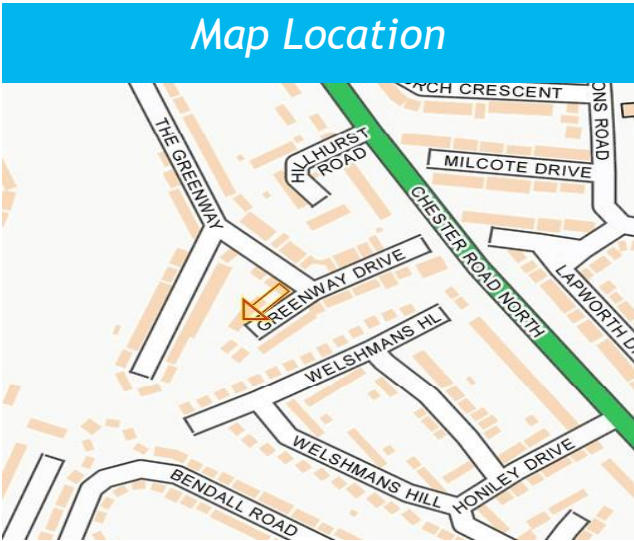 Map Location
RCH CRESCENT
ONS ROAD
THE GREENWAY
HILLHURST
ROAD
MILCOTE DRIVE
CHESTER ROAD NORTH
GREENWAY DRIVE
LAPWORTH D
WELSHMANS HL
WELSHMANS HILL
HONILEY DRIVE
BENDALL ROAD